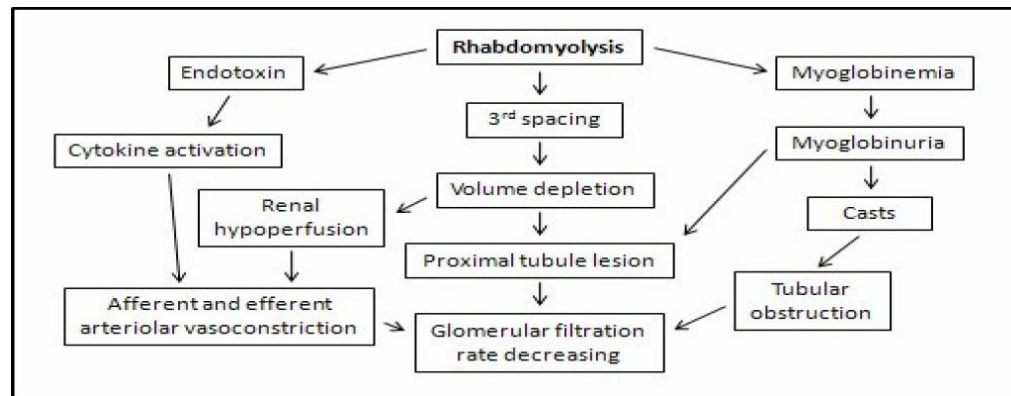 Rhabdomyolysis
Endotoxin
Myoglobinemia
3rd spacing
Cytokine activation
Myoglobinuria
Volume depletion
Renal
hypoperfusion
Casts
Proximal tubule lesion
Tubular
obstruction
Afferent and efferent
arteriolar vasoconstriction
Glomerular filtration
rate decreasing